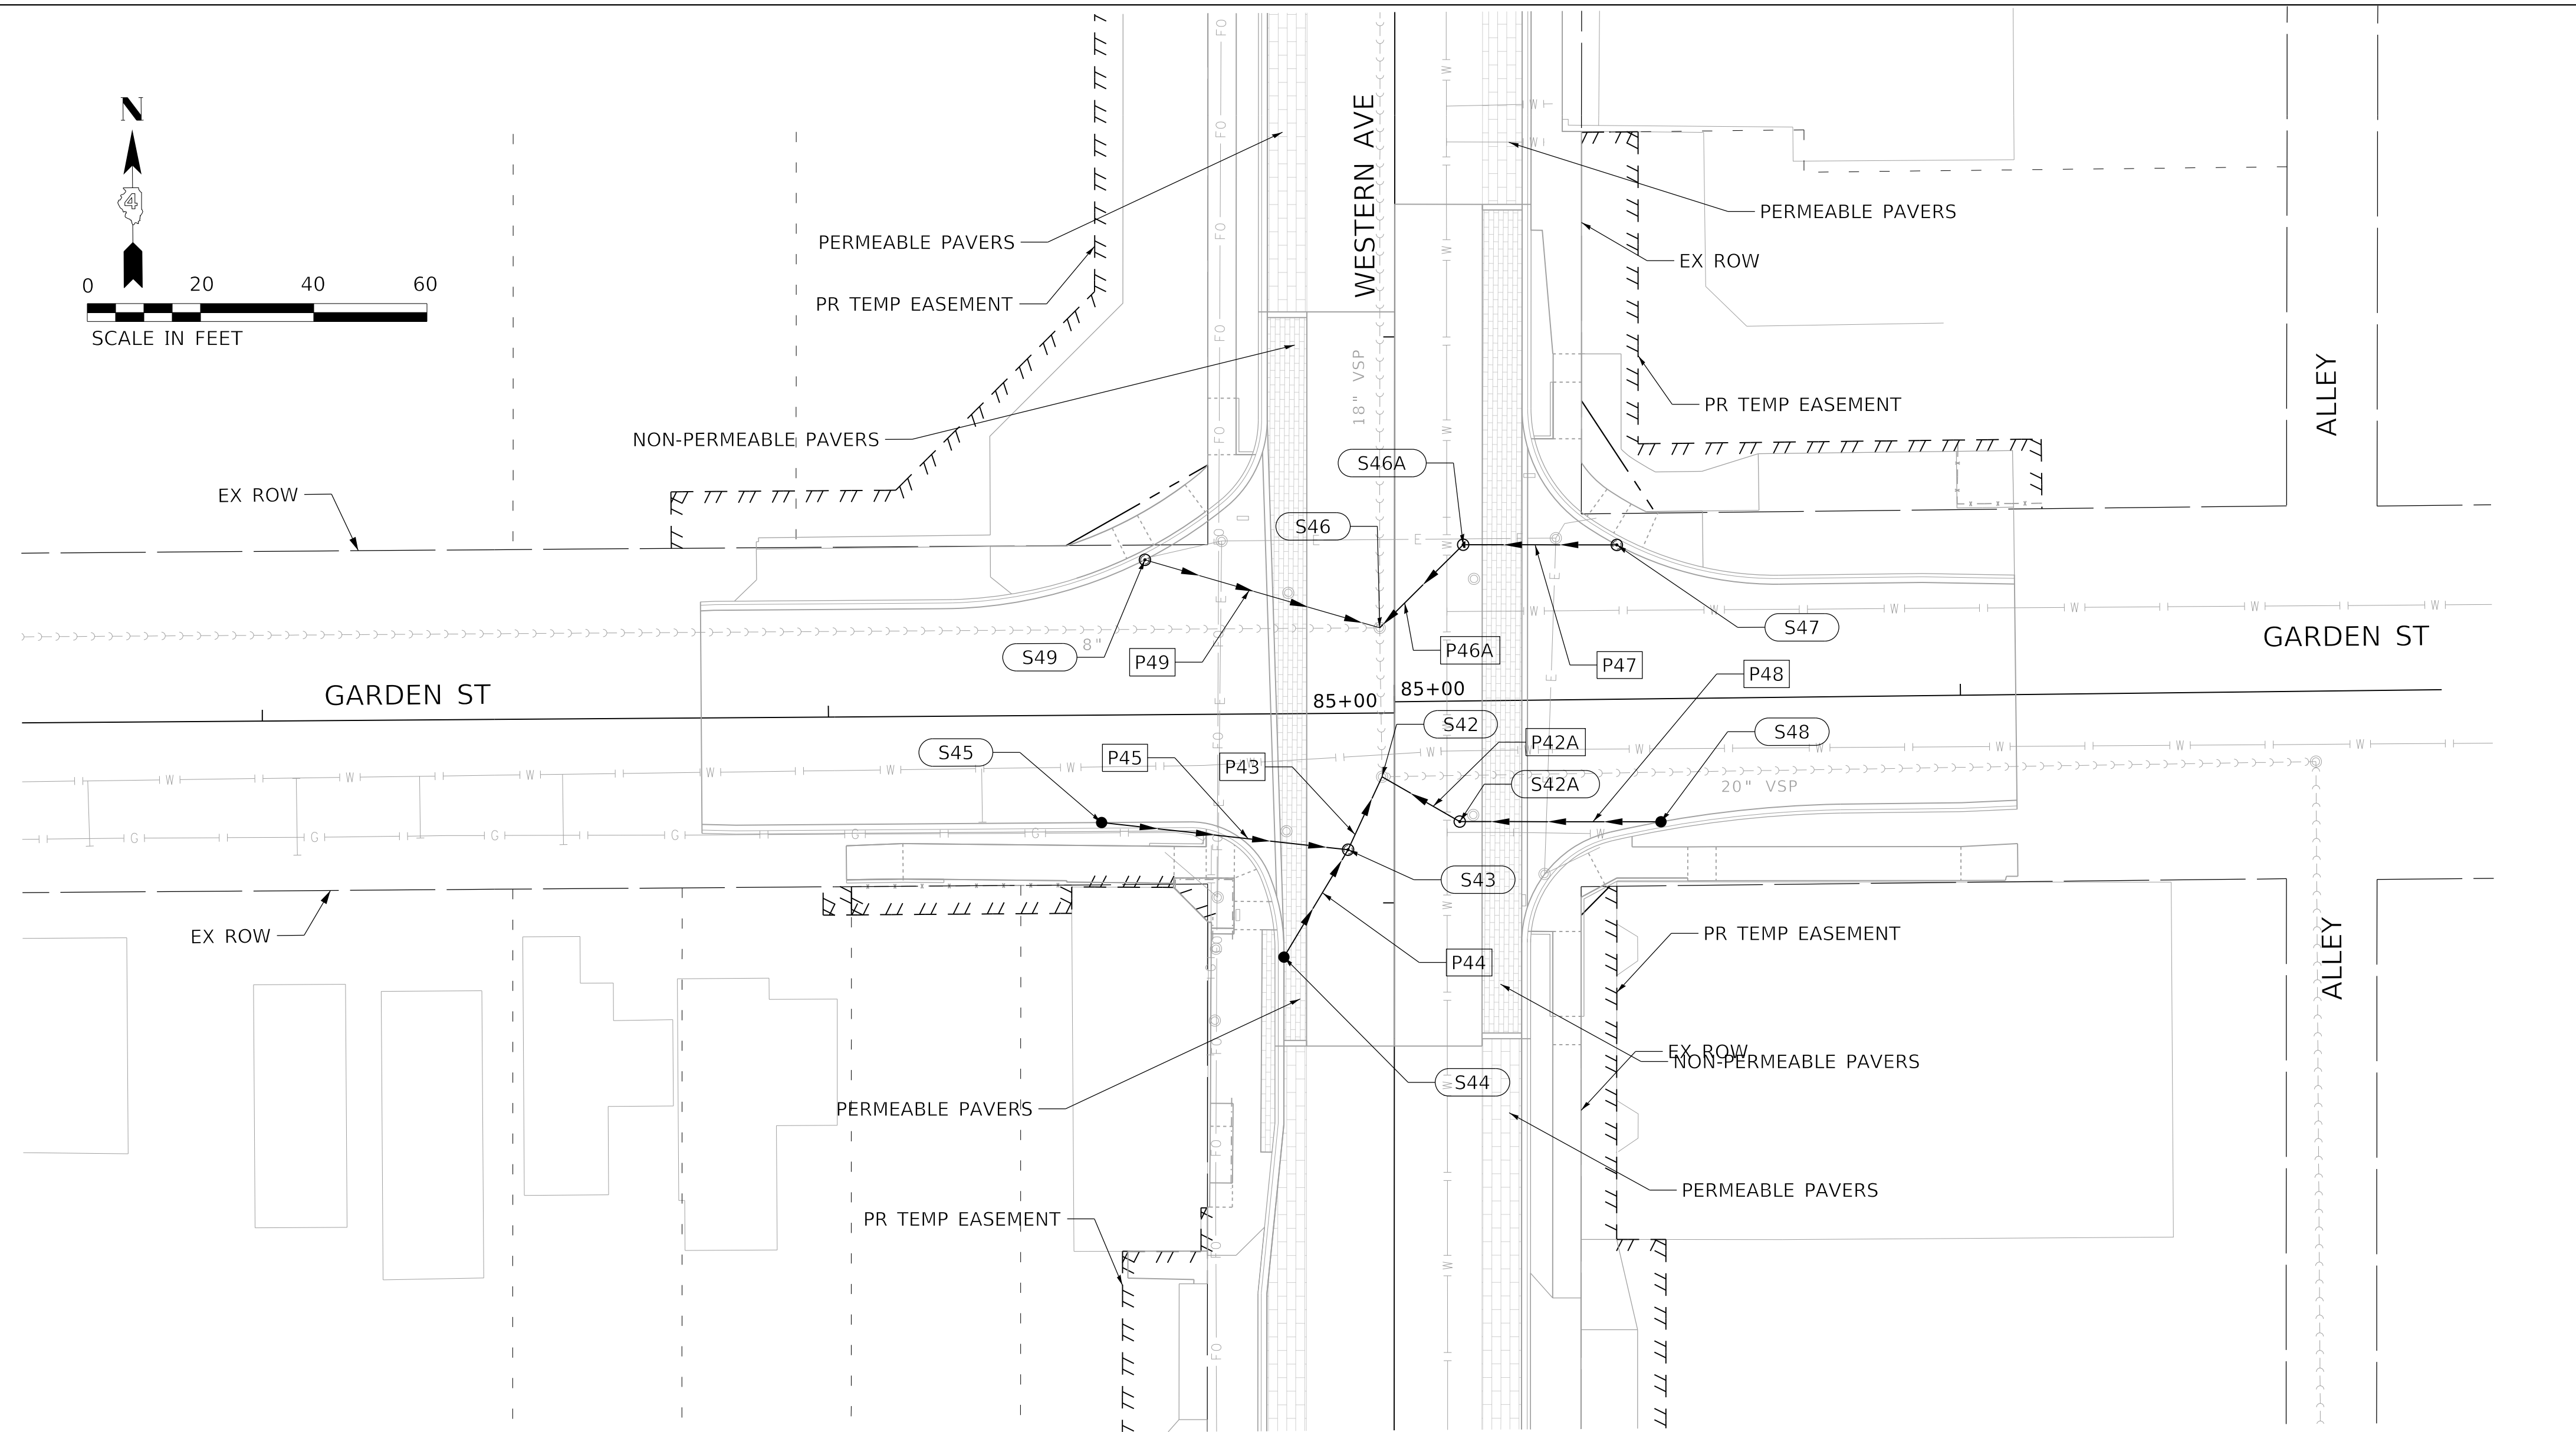 N
4
0 20 40 60
SCALE IN FEET
WESTERN AVE
PERMEABLE PAVERS
PERMEABLE PAVERS
EX ROW
PR TEMP EASEMENT
18" VSP
ALLEY
PR TEMP EASEMENT
NON-PERMEABLE PAVERS
S46A
EX ROW
S46
S47
GARDEN ST
8"
S49
P49
P46A
P47
P48
GARDEN ST
85+00
85+00
S42
S48
S45
P45
P43
P42A
S42A
20" VSP
S43
EX ROW
PR TEMP EASEMENT
ALLEY
P44
EX ROW
NON-PERMEABLE PAVERS
S44
PERMEABLE PAVERS
PERMEABLE PAVERS
PR TEMP EASEMENT